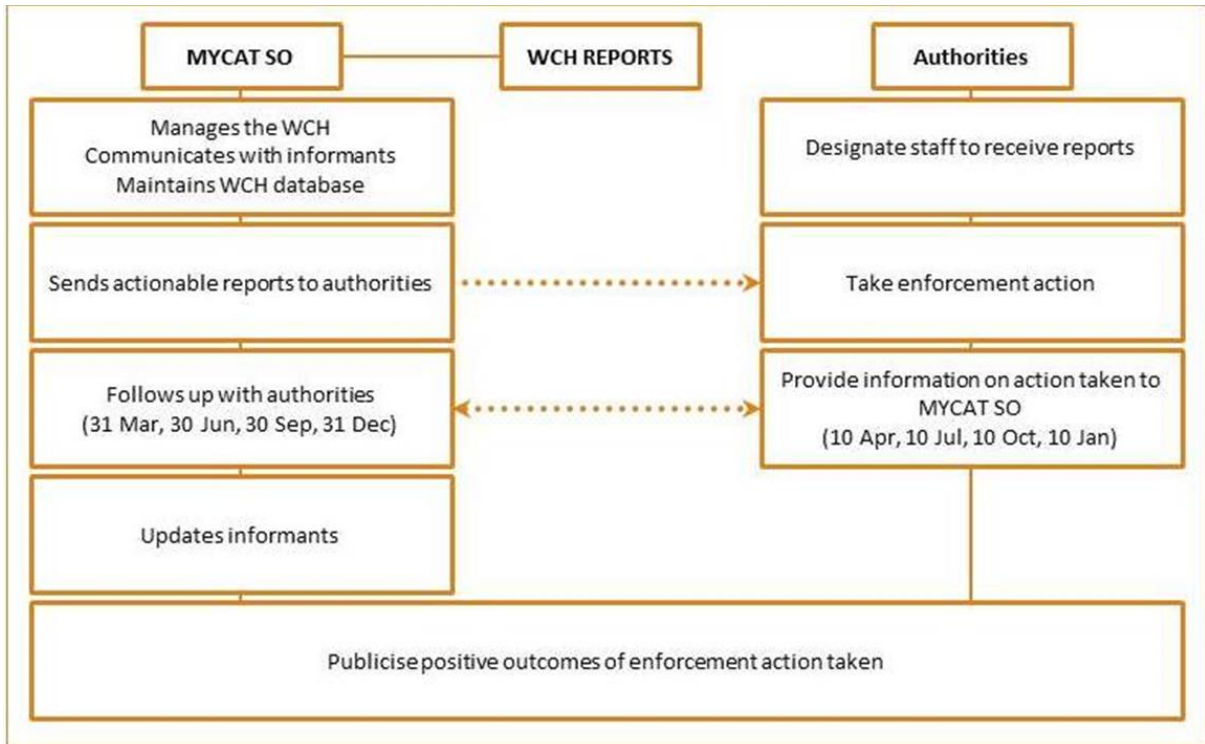 MYCAT SO
WCH REPORTS
Authorities
Manages the WCH
Communicates with informants
Maintains WCH database
Designate staff to receive reports
Sends actionable reports to authorities
Take enforcement action
Follows up with authorities
(31 Mar, 30 Jun, 30 Sep, 31 Dec)
Provide information on action taken to
MYCAT SO
(10 Apr, 10 Jul, 10 Oct, 10 Jan)
Updates informants
Publicise positive outcomes of enforcement action taken